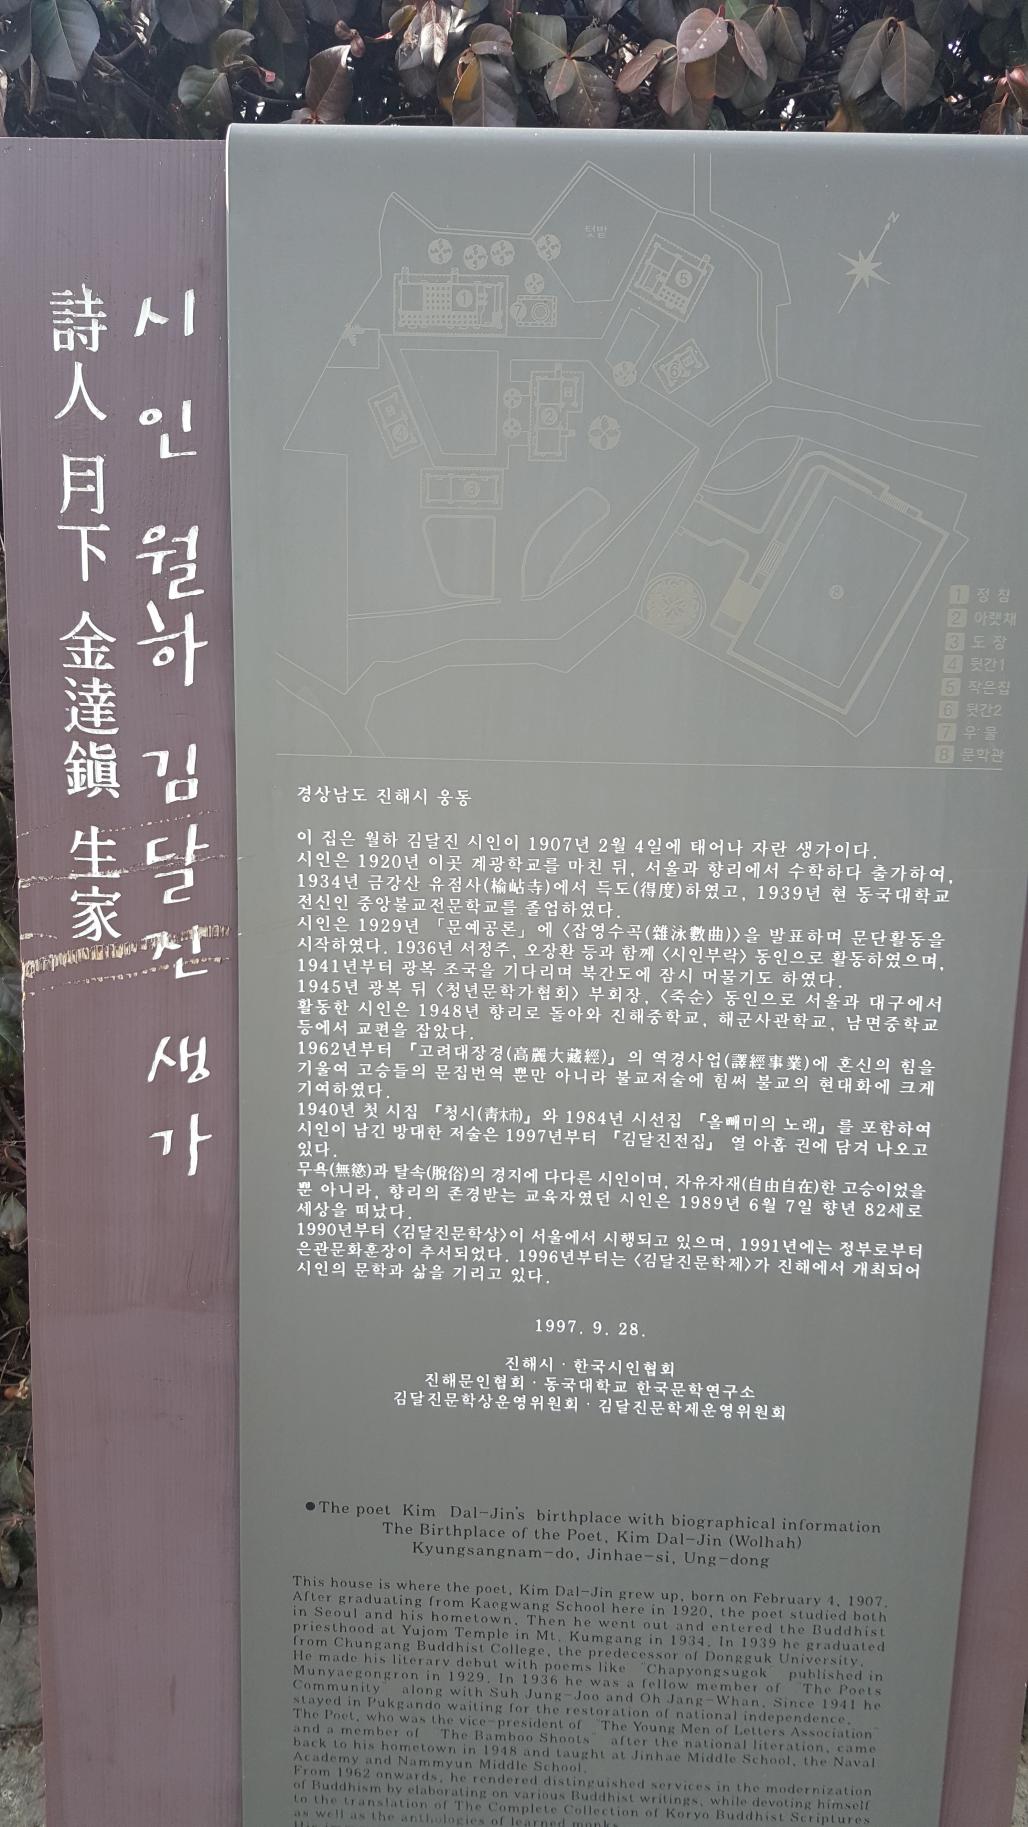 시인 월하 김달진 생가
詩人 月下 金達鎭 生家
텃밭
N
1
2
3
4
5
6
7
8
1 정침
2 아랫채
3 도장
4 뒷간1
5 작은집
6 뒷간2
7 우물
8 문학관
경상남도 진해시 웅동
이 집은 월하 김달진 시인이 1907년 2월 4일에 태어나 자란 생가이다.
시인은 1920년 이곳 계광학교를 마친 뒤, 서울과 향리에서 수학하다 출가하여,
1934년 금강산 유점사(楡岾寺)에서 득도(得度)하였고, 1939년 현 동국대학교
전신인 중앙불교전문학교를 졸업하였다.
시인은 1929년 「문예공론」에 〈잡영수곡(雜泳數曲)〉을 발표하며 문단활동을
시작하였다. 1936년 서정주, 오장환 등과 함께 〈시인부락〉 동인으로 활동하였으며,
1941년부터 광복 조국을 기다리며 북간도에 잠시 머물기도 하였다.
1945년 광복 뒤 〈청년문학가협회〉 부회장, 〈죽순〉 동인으로 서울과 대구에서
활동한 시인은 1948년 향리로 돌아와 진해중학교, 해군사관학교, 남면중학교
등에서 교편을 잡았다.
1962년부터 『고려대장경(高麗大藏經)』의 역경사업(譯經事業)에 혼신의 힘을
기울여 고승들의 문집번역 뿐만 아니라 불교저술에 힘써 불교의 현대화에 크게
기여하였다.
1940년 첫 시집 『청시(靑柿)』와 1984년 시선집 『올빼미의 노래』를 포함하여
시인이 남긴 방대한 저술은 1997년부터 『김달진전집』 열 아홉 권에 담겨 나오고
있다.
무욕(無慾)과 탈속(脫俗)의 경지에 다다른 시인이며, 자유자재(自由自在)한 고승이었을
뿐 아니라, 향리의 존경받는 교육자였던 시인은 1989년 6월 7일 향년 82세로
세상을 떠났다.
1990년부터 〈김달진문학상〉이 서울에서 시행되고 있으며, 1991년에는 정부로부터
은관문화훈장이 추서되었다. 1996년부터는 〈김달진문학제〉가 진해에서 개최되어
시인의 문학과 삶을 기리고 있다.
1997. 9. 28.
진해시 · 한국시인협회
진해문인협회 · 동국대학교 한국문학연구소
김달진문학상운영위원회 · 김달진문학제운영위원회
●The poet Kim Dal-Jin's birthplace with biographical information
The Birthplace of the Poet, Kim Dal-Jin (Wolhah)
Kyungsangnam-do, Jinhae-si, Ung-dong
This house is where the poet, Kim Dal-Jin grew up, born on February 4, 1907.
After graduating from Kaegwang School here in 1920, the poet studied both
in Seoul and his hometown. Then he went out and entered the Buddhist
priesthood at Yujom Temple in Mt. Kumgang in 1934. In 1939 he graduated
from Chungang Buddhist College, the predecessor of Dongguk University.
He made his literary debut with poems like "Chapyongsugok" published in
Munyaegongron in 1929. In 1936 he was a fellow member of "The Poets
Community" along with Suh Jung-Joo and Oh Jang-Whan. Since 1941 he
stayed in Pukgando waiting for the restoration of national independence.
The Poet, who was the vice-president of "The Young Men of Letters Association"
and a member of "The Bamboo Shoots" after the national literation, came
back to his hometown in 1948 and taught at Jinhae Middle School, the Naval
Academy and Nammyun Middle School.
From 1962 onwards, he rendered distinguished services in the modernization
of Buddhism by elaborating on various Buddhist writings, while devoting himself
to the translation of The Complete Collection of Koryo Buddhist Scriptures
as well as the anthologies of learned monks.